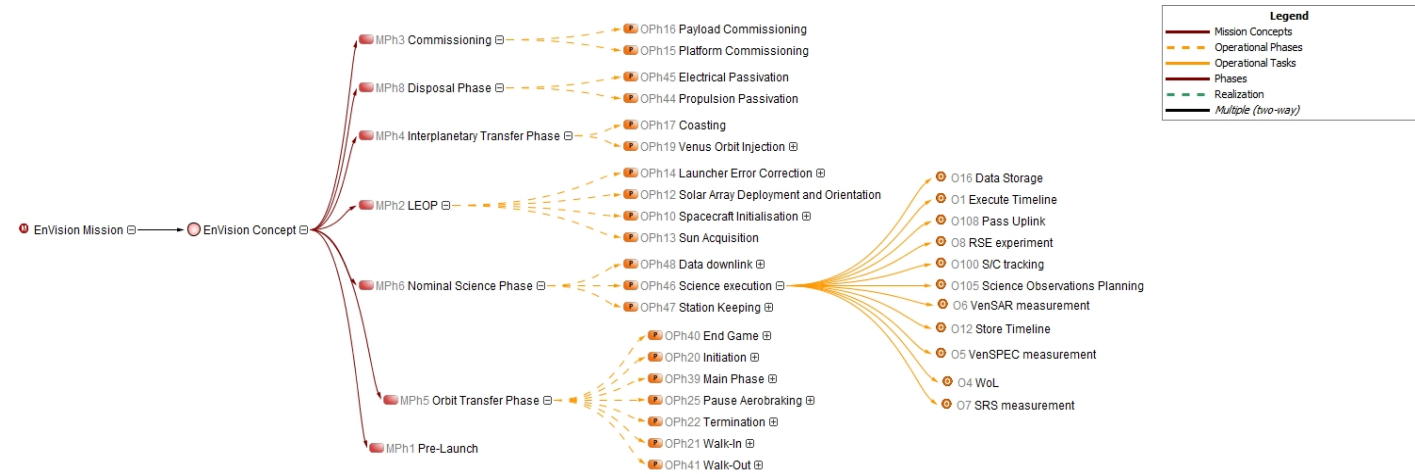 EnVision Mission
EnVision Concept
MPh3 Commissioning
OPh16 Payload Commissioning
OPh15 Platform Commissioning
MPh8 Disposal Phase
OPh45 Electrical Passivation
OPh44 Propulsion Passivation
MPh4 Interplanetary Transfer Phase
OPh17 Coasting
OPh19 Venus Orbit Injection
MPh2 LEOP
OPh14 Launcher Error Correction
OPh12 Solar Array Deployment and Orientation
OPh10 Spacecraft Initialisation
OPh13 Sun Acquisition
MPh6 Nominal Science Phase
OPh48 Data downlink
OPh46 Science execution
OPh47 Station Keeping
O16 Data Storage
O1 Execute Timeline
O108 Pass Uplink
O8 RSE experiment
O100 S/C tracking
O105 Science Observations Planning
O6 VenSAR measurement
O12 Store Timeline
O5 VenSPEC measurement
O4 WoL
O7 SRS measurement
MPh5 Orbit Transfer Phase
OPh40 End Game
OPh20 Initiation
OPh39 Main Phase
OPh25 Pause Aerobraking
OPh22 Termination
OPh21 Walk-In
OPh41 Walk-Out
MPh1 Pre-Launch
Legend
Mission Concepts
Operational Phases
Operational Tasks
Phases
Realization
Multiple (two-way)